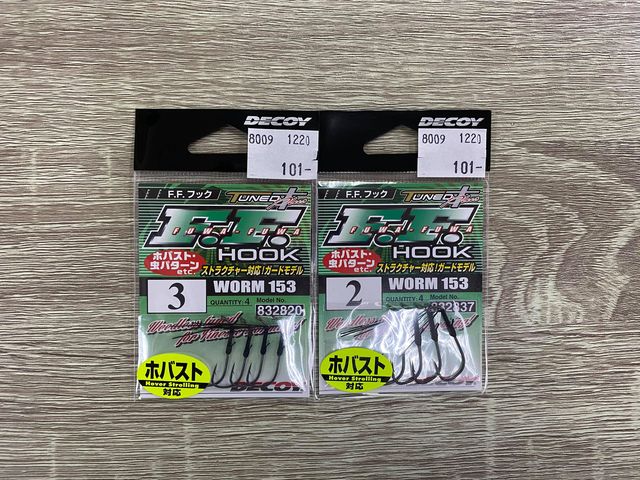 DECOY
8009 1220
101-
F.F.フック
TUNED+
F.F.
FUWAFUWA
HOOK
ホバスト・
虫パターン
etc.
ストラクチャー対応!ガードモデル
3
WORM 153
QUANTITY: 4 Model No.
832820
ホバスト
Hover Strolling
対応
DECOY
DECOY
8009 1220
101-
F.F.フック
TUNED+
F.F.
FUWAFUWA
HOOK
ホバスト・
虫パターン
etc.
ストラクチャー対応!ガードモデル
2
WORM 153
QUANTITY: 4 Model No.
832837
ホバスト
Hover Strolling
対応